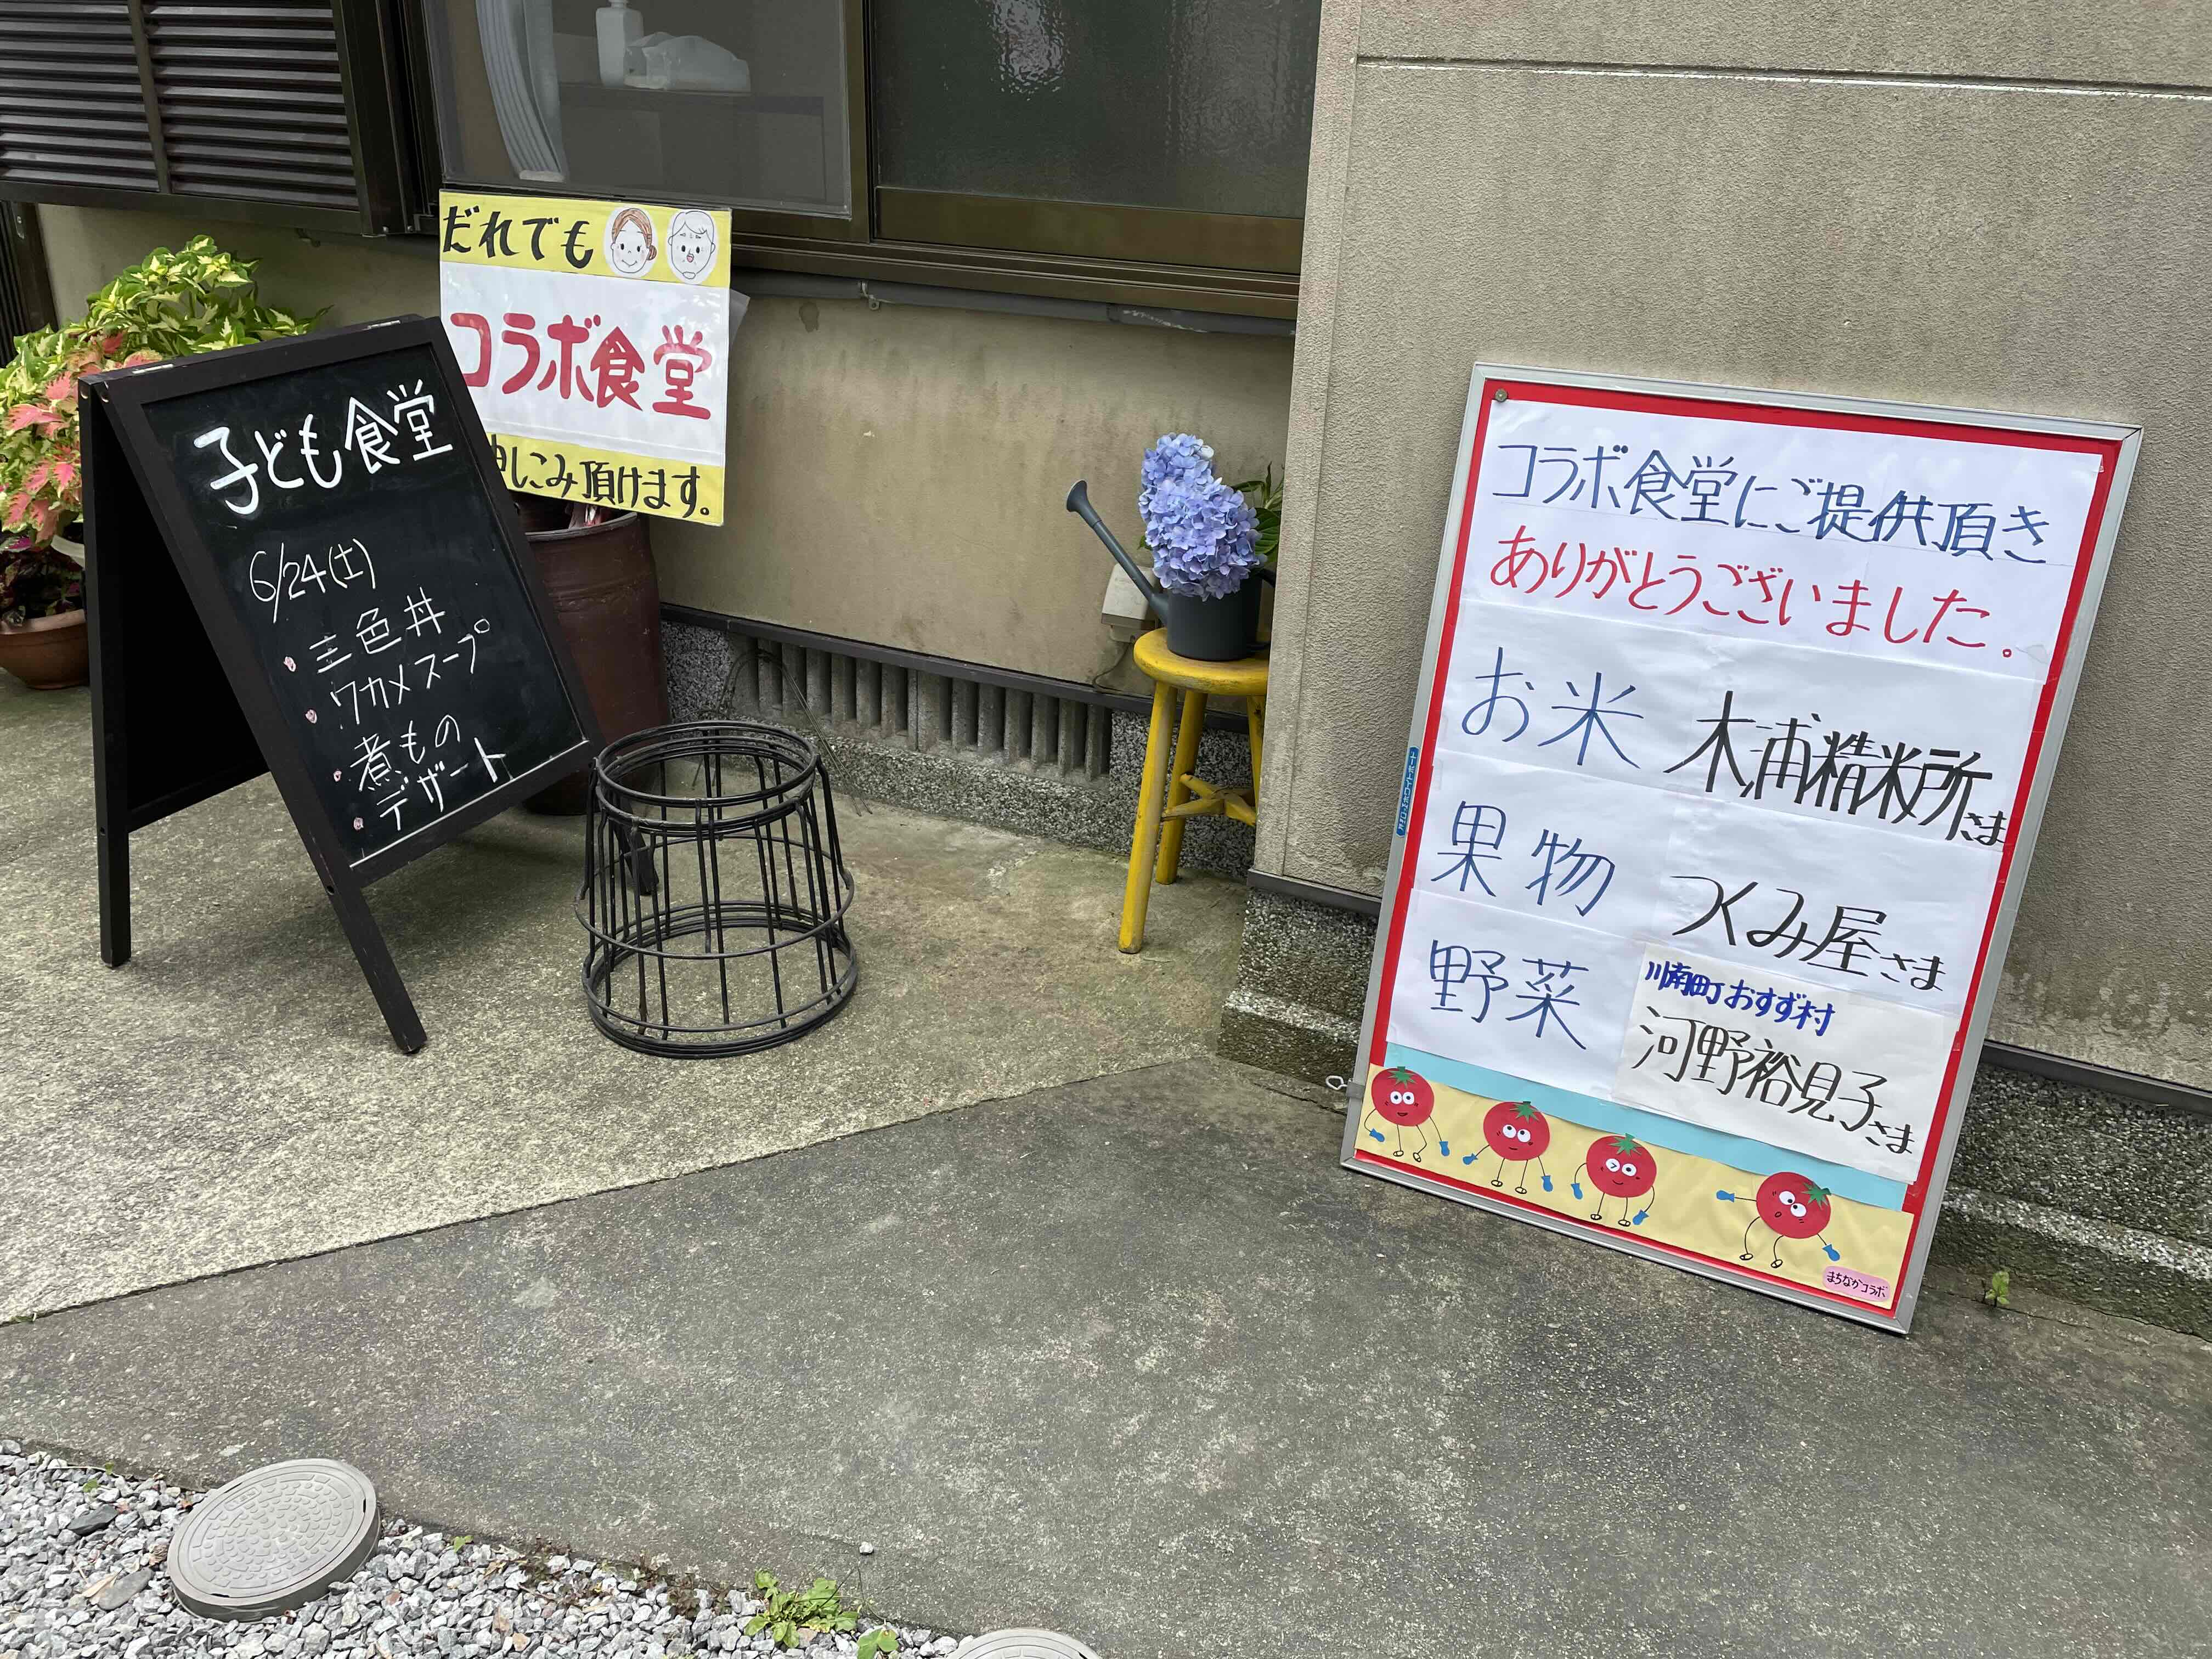 子ども食堂
6/24(土)
三色丼
ワカメスープ
煮もの
デザート
だれでも
コラボ食堂
申しこみ頂けます。
コラボ食堂にご提供頂き
ありがとうございました。
お米 木浦精米所さま
果物 つくみ屋さま
野菜 川南町おすず村
河野裕見子さま
まちなかコラボ